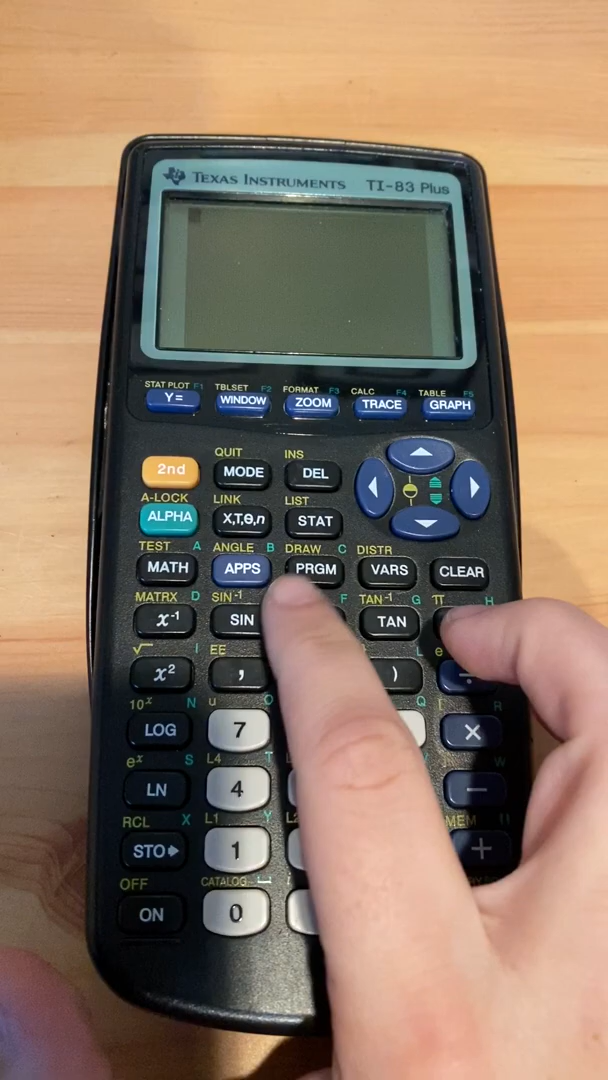 TEXAS INSTRUMENTS TI-83 Plus
STAT PLOT F1 TBLSET F2 FORMAT F3 CALC F4 TABLE F5
Y= WINDOW ZOOM TRACE GRAPH
QUIT INS
2nd MODE DEL
A-LOCK LINK LIST
ALPHA X,T,θ,n STAT
TEST A ANGLE B DRAW C DISTR
MATH APPS PRGM VARS CLEAR
MATRX D SIN⁻¹ F TAN⁻¹ G π H
x⁻¹ SIN TAN
√ I EE L e
x² , ) ÷
10ˣ N u O Q R
LOG 7 ×
eˣ S L4 T W
LN 4 −
RCL X L1 Y L2 MEM "
STO▸ 1 +
OFF CATALOG
ON 0